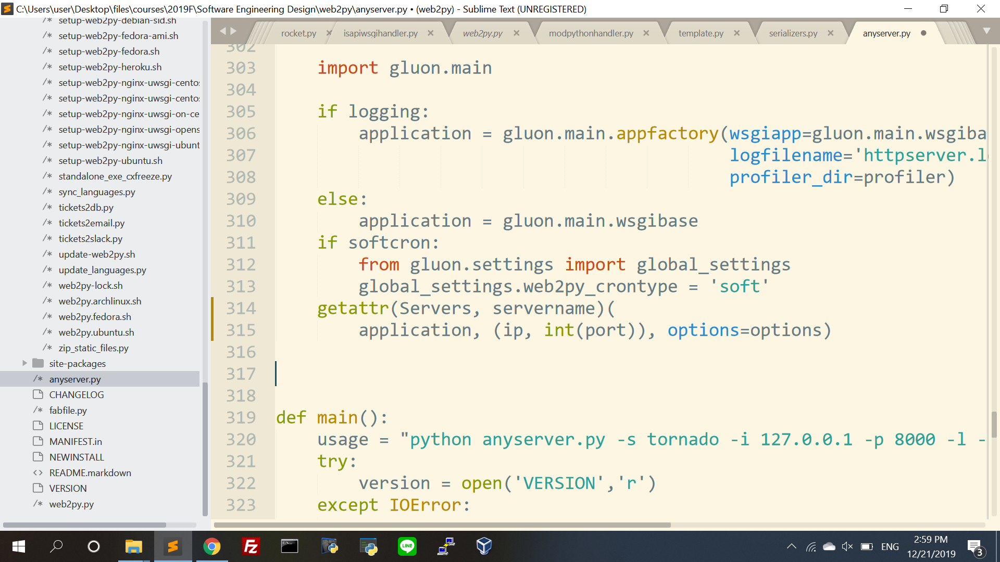 C:\Users\user\Desktop\files\courses\2019F\Software Engineering Design\web2py\anyserver.py • (web2py) - Sublime Text (UNREGISTERED)
setup-web2py-debian-sid.sh
setup-web2py-fedora-ami.sh
setup-web2py-fedora.sh
setup-web2py-heroku.sh
setup-web2py-nginx-uwsgi-cento
setup-web2py-nginx-uwsgi-cento
setup-web2py-nginx-uwsgi-on-ce
setup-web2py-nginx-uwsgi-opens
setup-web2py-nginx-uwsgi-ubunt
setup-web2py-ubuntu.sh
standalone_exe_cxfreeze.py
sync_languages.py
tickets2db.py
tickets2email.py
tickets2slack.py
update-web2py.sh
update_languages.py
web2py-lock.sh
web2py.archlinux.sh
web2py.fedora.sh
web2py.ubuntu.sh
zip_static_files.py
site-packages
anyserver.py
CHANGELOG
fabfile.py
LICENSE
MANIFEST.in
NEWINSTALL
README.markdown
VERSION
web2py.py
rocket.py isapiwsgihandler.py web2py.py modpythonhandler.py template.py serializers.py anyserver.py
302
303 import gluon.main
304
305 if logging:
306 application = gluon.main.appfactory(wsgiapp=gluon.main.wsgiba
307 logfilename='httpserver.l
308 profiler_dir=profiler)
309 else:
310 application = gluon.main.wsgibase
311 if softcron:
312 from gluon.settings import global_settings
313 global_settings.web2py_crontype = 'soft'
314 getattr(Servers, servername)(
315 application, (ip, int(port)), options=options)
316
317
318
319 def main():
320 usage = "python anyserver.py -s tornado -i 127.0.0.1 -p 8000 -l -
321 try:
322 version = open('VERSION','r')
323 except IOError:
LINE
ENG
2:59 PM
12/21/2019
3